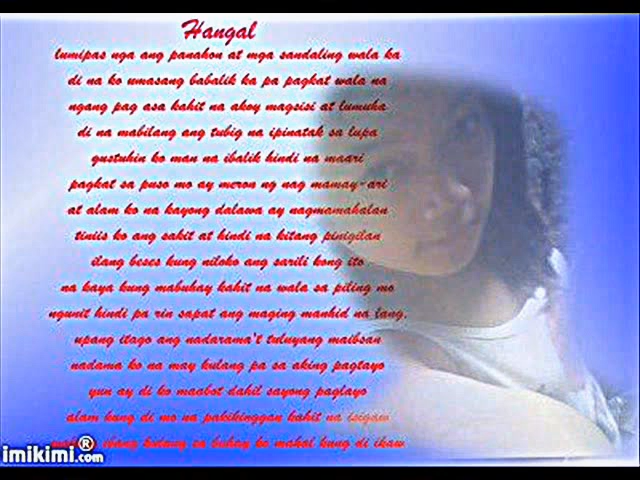 Hangal
lumipas nga ang panahon at mga sandaling wala ka
di na ko umasang babalik ka pa pagkat wala na
ngang pag asa kahit na akoy magsisi at lumuha
di na mabilang ang tubig na ipinatak sa lupa
gustuhin ko man na ibalik hindi na maari
pagkat sa puso mo ay meron ng nag mamay-ari
at alam ko na kayong dalawa ay nagmamahalan
tiniis ko ang sakit at hindi na kitang pinigilan
ilang beses kung niloko ang sarili kong ito
na kaya kung mabuhay kahit na wala sa piling mo
ngunit hindi pa rin sapat ang maging manhid na lang,
upang itago ang nadarama't tuluyang maibsan
nadama ko na may kulang pa sa aking pagtayo
yun ay di ko maabot dahil sayong paglayo
alam kung di mo na pakikinggan kahit na isigaw
ibang kulang sa buhay ko mahal kung di ikaw
imikimi.com®